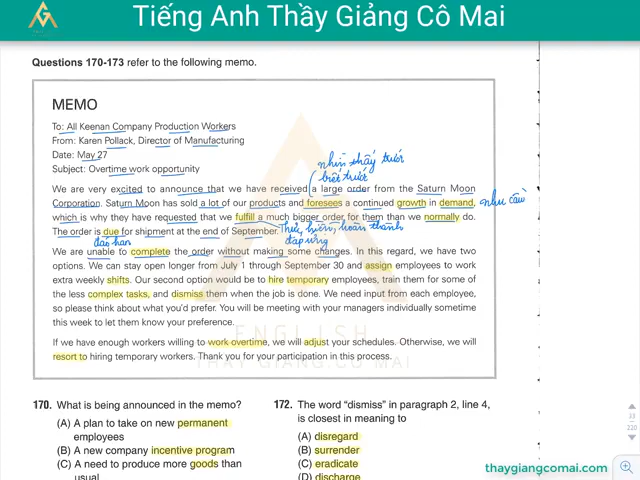 Tiếng Anh Thầy Giảng Cô Mai
Questions 170-173 refer to the following memo.
MEMO
To: All Keenan Company Production Workers
From: Karen Pollack, Director of Manufacturing
Date: May 27
Subject: Overtime work opportunity
nhìn thấy trước
biết trước
We are very excited to announce that we have received a large order from the Saturn Moon
Corporation. Saturn Moon has sold a lot of our products and foresees a continued growth in demand,
nhu cầu
which is why they have requested that we fulfill a much bigger order for them than we normally do.
The order is due for shipment at the end of September.
Thực hiện, hoàn thành
đáp ứng
đáo hạn
We are unable to complete the order without making some changes. In this regard, we have two
options. We can stay open longer from July 1 through September 30 and assign employees to work
extra weekly shifts. Our second option would be to hire temporary employees, train them for some of
the less complex tasks, and dismiss them when the job is done. We need input from each employee,
so please think about what you'd prefer. You will be meeting with your managers individually sometime
this week to let them know your preference.
ENGLISH
THAY GIANG.CO MAI
If we have enough workers willing to work overtime, we will adjust your schedules. Otherwise, we will
resort to hiring temporary workers. Thank you for your participation in this process.
170. What is being announced in the memo?
(A) A plan to take on new permanent
employees
(B) A new company incentive program
(C) A need to produce more goods than
usual
172. The word "dismiss" in paragraph 2, line 4,
is closest in meaning to
(A) disregard
(B) surrender
(C) eradicate
(D) discharge
33
220
thaygiangcomai.com